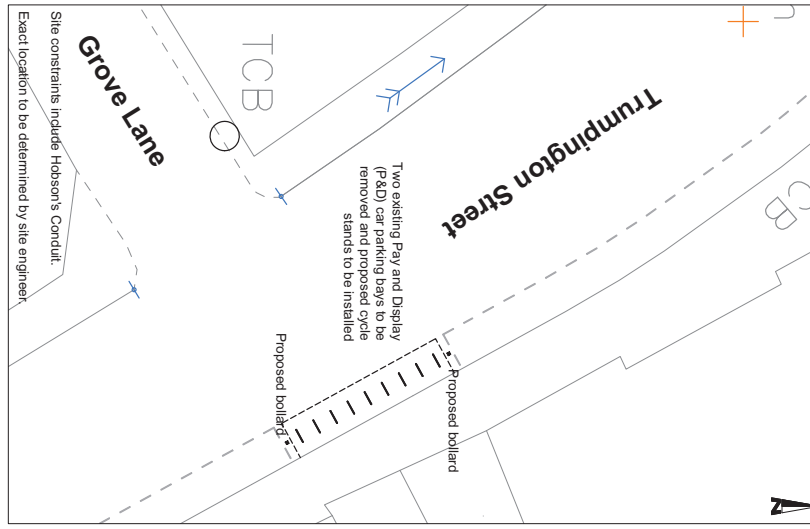 Grove Lane
TCB
Trumpington Street
Two existing Pay and Display
(P&D) car parking bays to be
removed and proposed cycle
stands to be installed
Proposed bollard
Proposed bollard
Site constraints include Hobson's Conduit.
Exact location to be determined by site engineer.
N